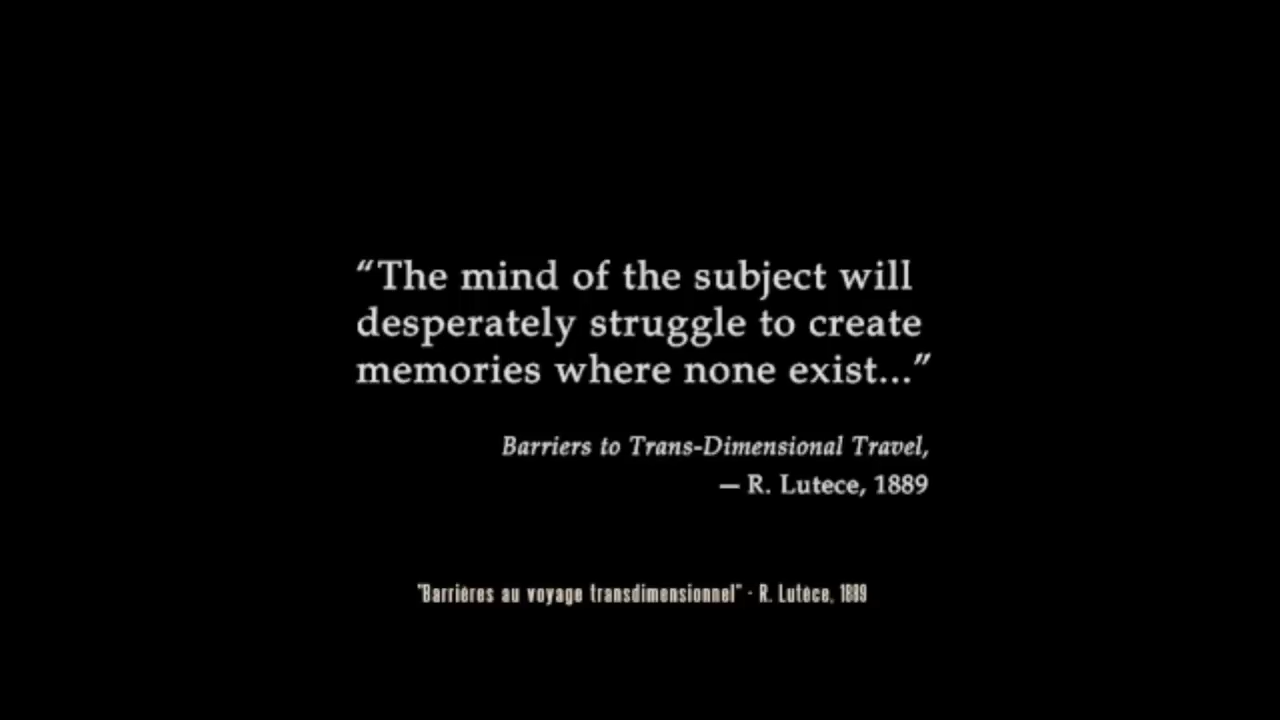 “The mind of the subject will
desperately struggle to create
memories where none exist...”
Barriers to Trans-Dimensional Travel,
— R. Lutece, 1889
"Barrières au voyage transdimensionnel" - R. Lutèce, 1889